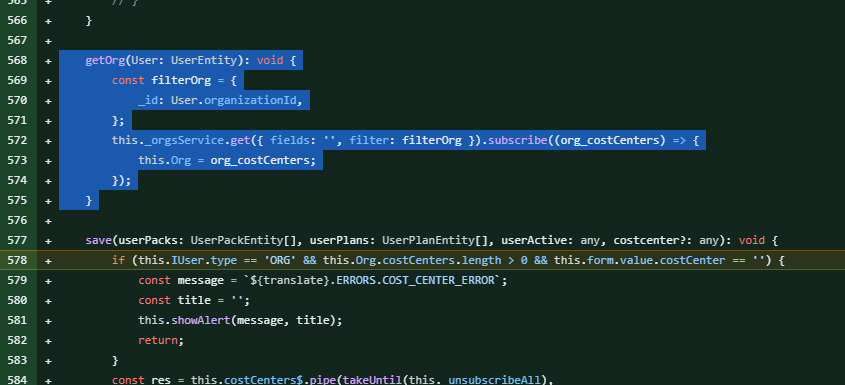 565 + // }
566 + }
567 +
568 + getOrg(User: UserEntity): void {
569 + const filterOrg = {
570 + _id: User.organizationId,
571 + };
572 + this._orgsService.get({ fields: '', filter: filterOrg }).subscribe((org_costCenters) => {
573 + this.Org = org_costCenters;
574 + });
575 + }
576 +
577 + save(userPacks: UserPackEntity[], userPlans: UserPlanEntity[], userActive: any, costcenter?: any): void {
578 + if (this.IUser.type == 'ORG' && this.Org.costCenters.length > 0 && this.form.value.costCenter == '') {
579 + const message = `${translate}.ERRORS.COST_CENTER_ERROR`;
580 + const title = '';
581 + this.showAlert(message, title);
582 + return;
583 + }
584 + const res = this.costCenters$.pipe(takeUntil(this._unsubscribeAll),